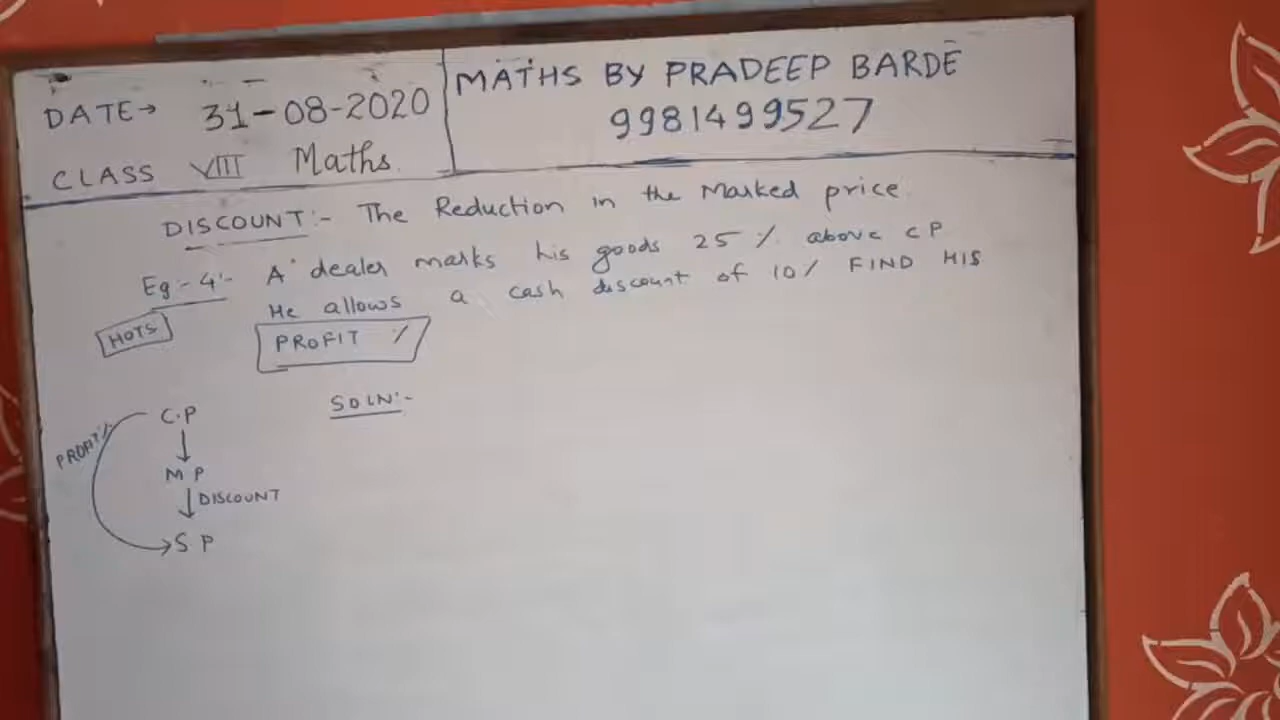 DATE→ 31-08-2020
CLASS VIII Maths
MATHS BY PRADEEP BARDE
9981499527
DISCOUNT:- The Reduction in the Marked price.
Eg:-4:- A dealer marks his goods 25% above CP
He allows a cash discount of 10% FIND HIS
HOTS
PROFIT %
SOLN:-
C.P
PROFIT%
↓
MP
↓ DISCOUNT
SP